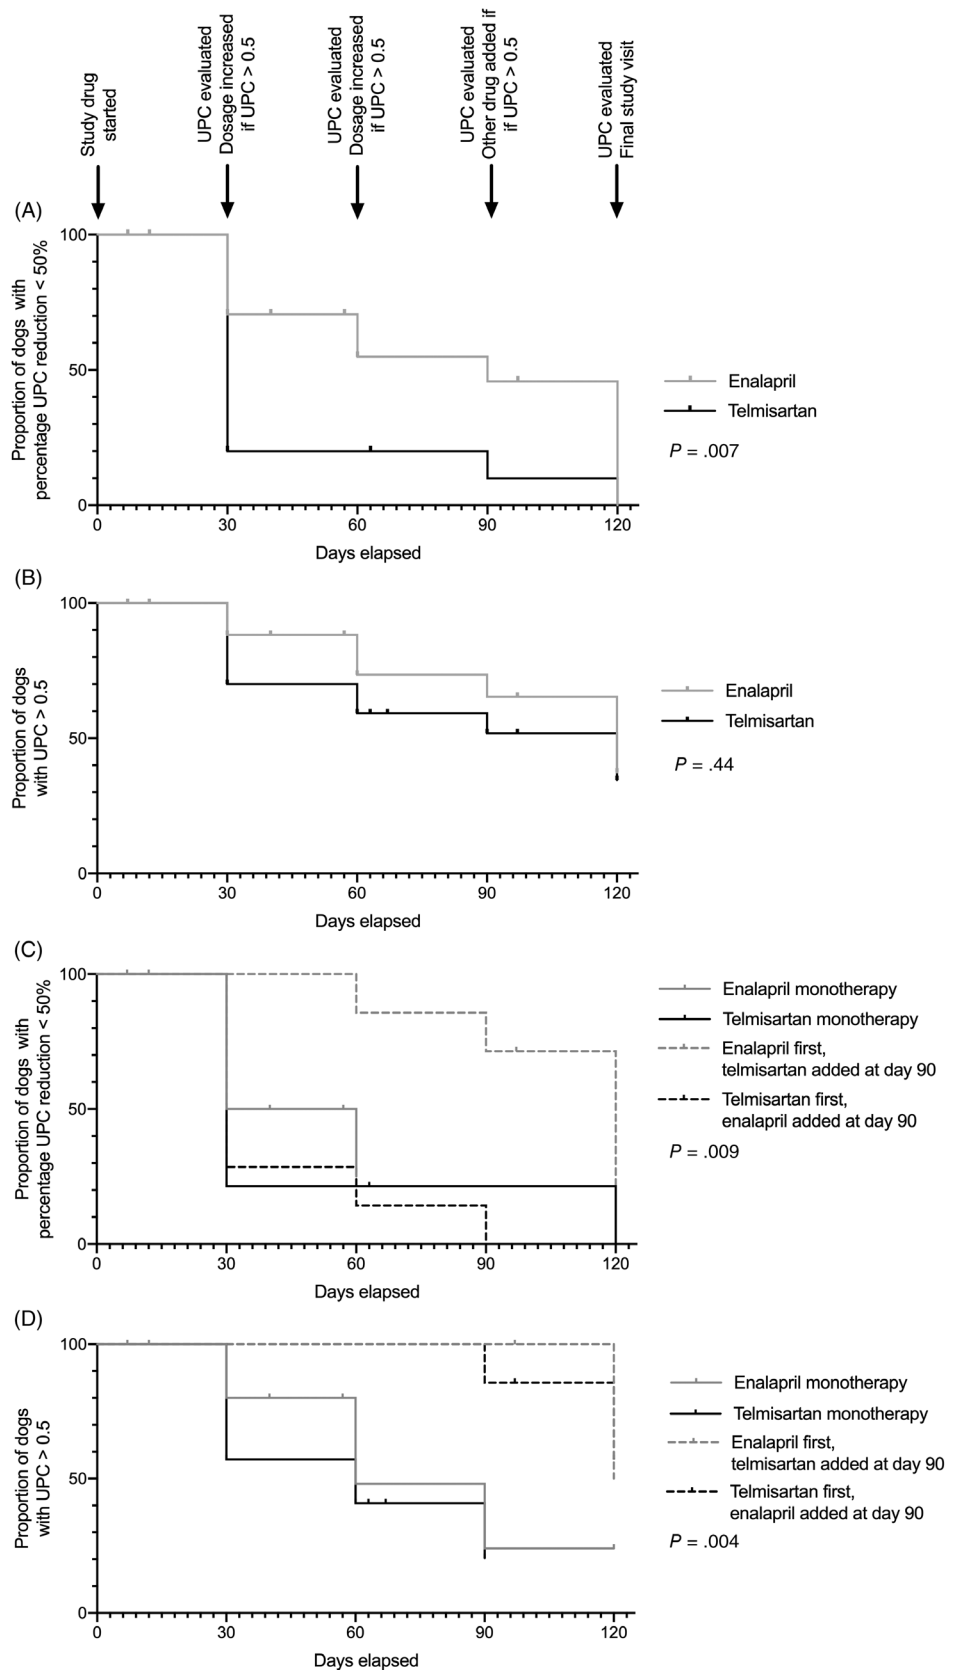 Study drug
started
UPC evaluated
Dosage increased
if UPC > 0.5
UPC evaluated
Dosage increased
if UPC > 0.5
UPC evaluated
Other drug added if
if UPC > 0.5
UPC evaluated
Final study visit
(A)
Proportion of dogs with
percentage UPC reduction < 50%
100
50
0
0 30 60 90 120
Days elapsed
Enalapril
Telmisartan
P = .007
(B)
Proportion of dogs
with UPC > 0.5
100
50
0
0 30 60 90 120
Days elapsed
Enalapril
Telmisartan
P = .44
(C)
Proportion of dogs with
percentage UPC reduction < 50%
100
50
0
0 30 60 90 120
Days elapsed
Enalapril monotherapy
Telmisartan monotherapy
Enalapril first,
telmisartan added at day 90
Telmisartan first,
enalapril added at day 90
P = .009
(D)
Proportion of dogs
with UPC > 0.5
100
50
0
0 30 60 90 120
Days elapsed
Enalapril monotherapy
Telmisartan monotherapy
Enalapril first,
telmisartan added at day 90
Telmisartan first,
enalapril added at day 90
P = .004